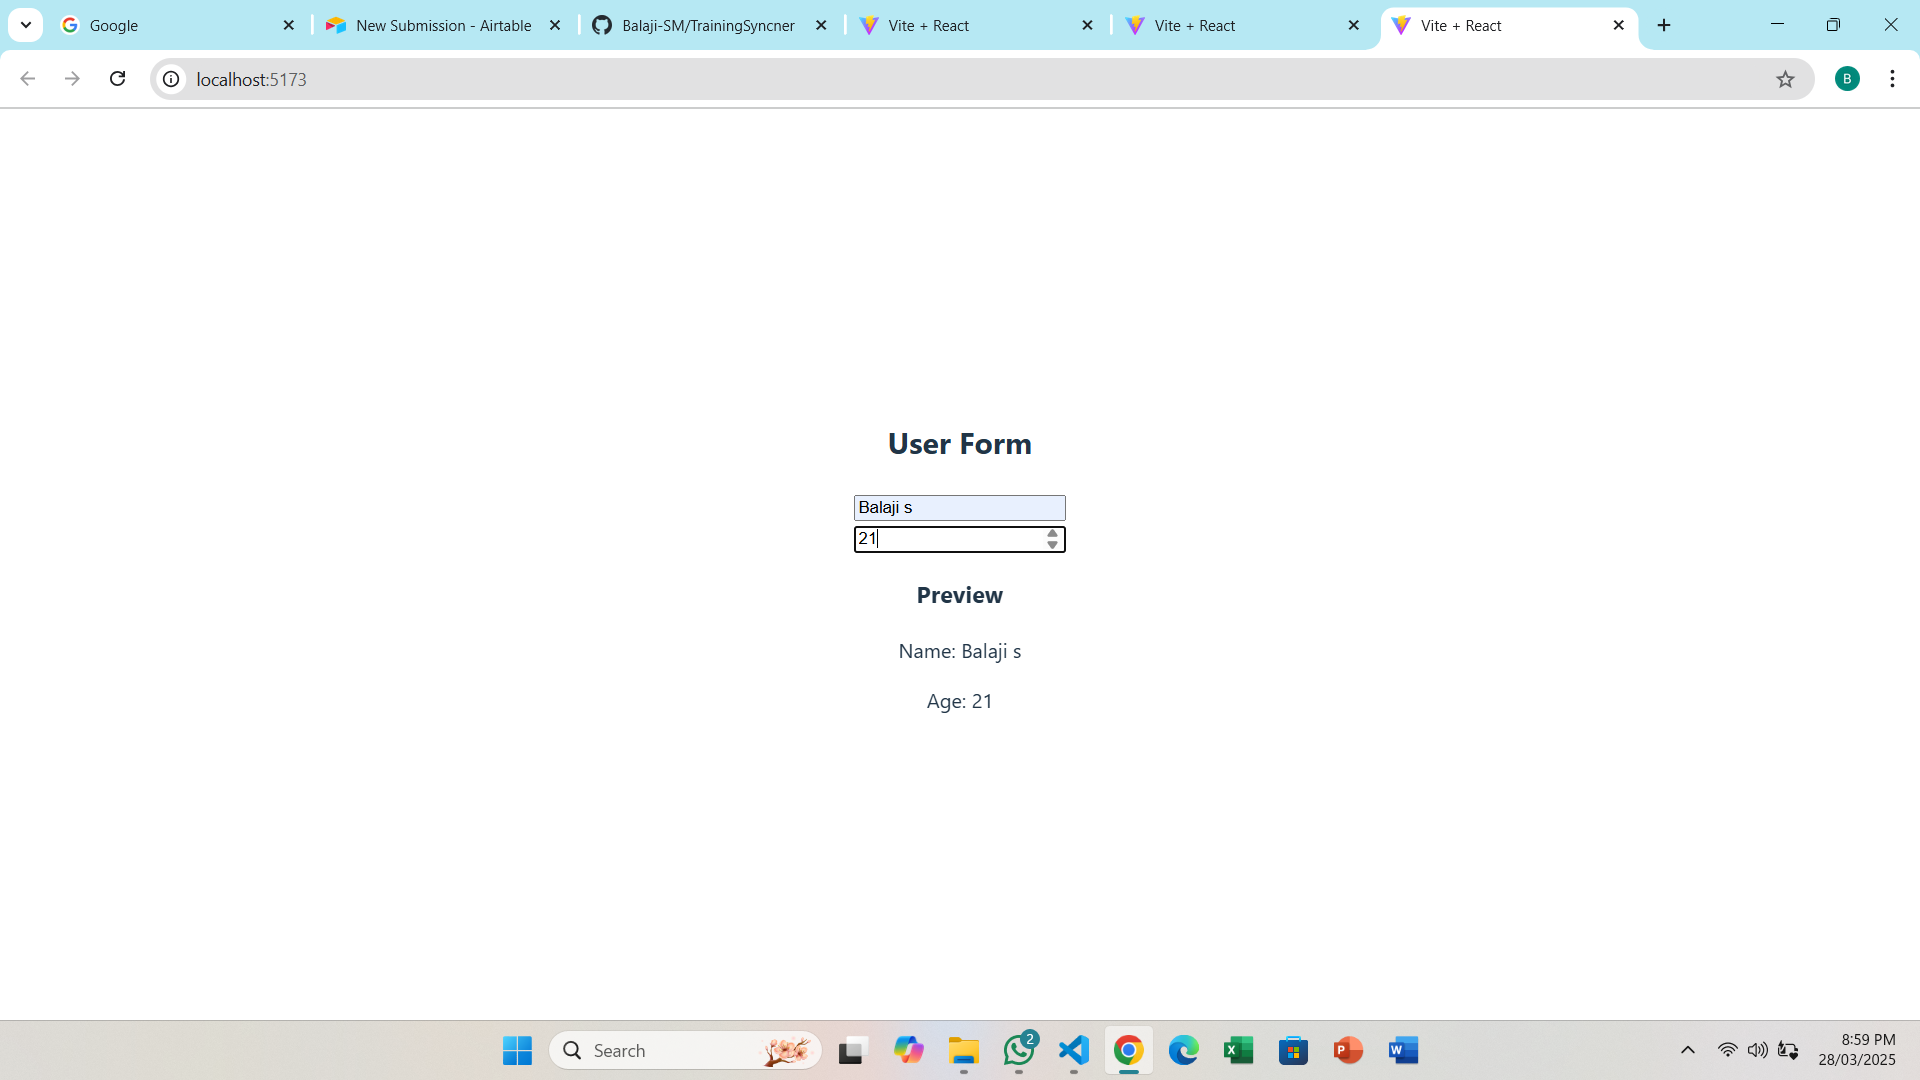 Google
New Submission - Airtable
Balaji-SM/TrainingSyncner
Vite + React
Vite + React
Vite + React
localhost:5173
B
User Form
Balaji s
21
Preview
Name: Balaji s
Age: 21
Search
2
8:59 PM
28/03/2025